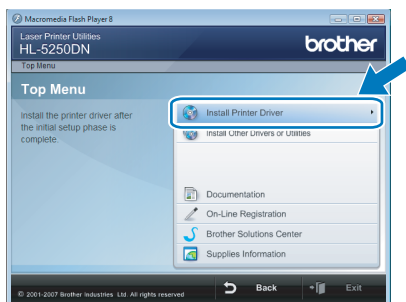 Macromedia Flash Player 8
Laser Printer Utilities
HL-5250DN
brother
Top Menu
Top Menu
Install the printer driver after
the initial setup phase is
complete.
Install Printer Driver
Install Other Drivers or Utilities
Documentation
On-Line Registration
Brother Solutions Center
Supplies Information
© 2001-2007 Brother Industries Ltd. All rights reserved
Back
Exit